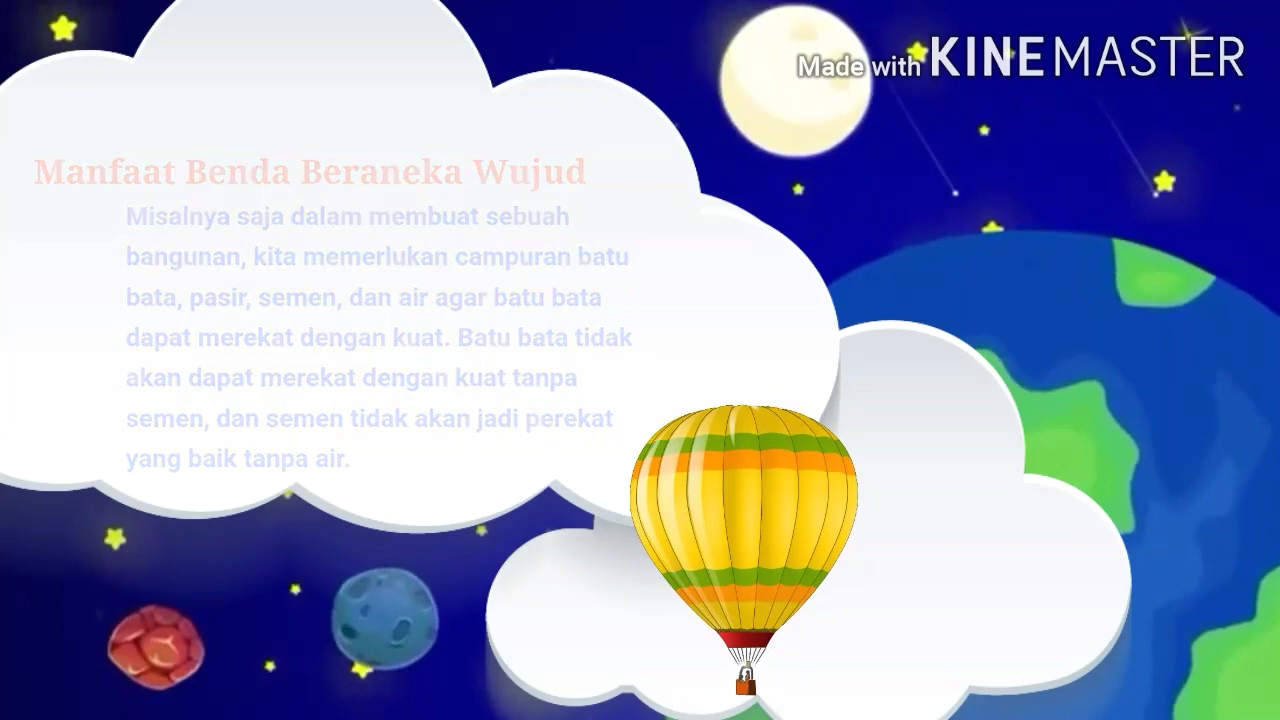 Made with KINEMASTER
Manfaat Benda Beraneka Wujud
Misalnya saja dalam membuat sebuah
bangunan, kita memerlukan campuran batu
bata, pasir, semen, dan air agar batu bata
dapat merekat dengan kuat. Batu bata tidak
akan dapat merekat dengan kuat tanpa
semen, dan semen tidak akan jadi perekat
yang baik tanpa air.